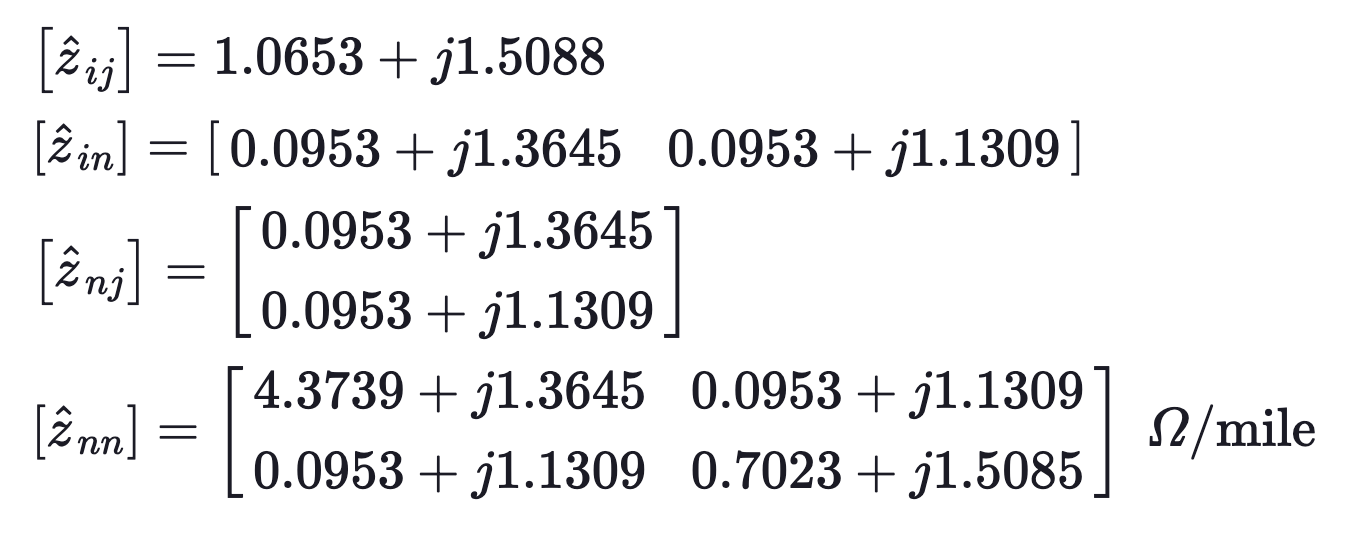 [ẑ_ij] = 1.0653 + j1.5088
[ẑ_in] = [0.0953 + j1.3645 0.0953 + j1.1309]
[ẑ_nj] = [0.0953 + j1.3645
0.0953 + j1.1309]
[ẑ_nn] = [4.3739 + j1.3645 0.0953 + j1.1309
0.0953 + j1.1309 0.7023 + j1.5085] Ω/mile